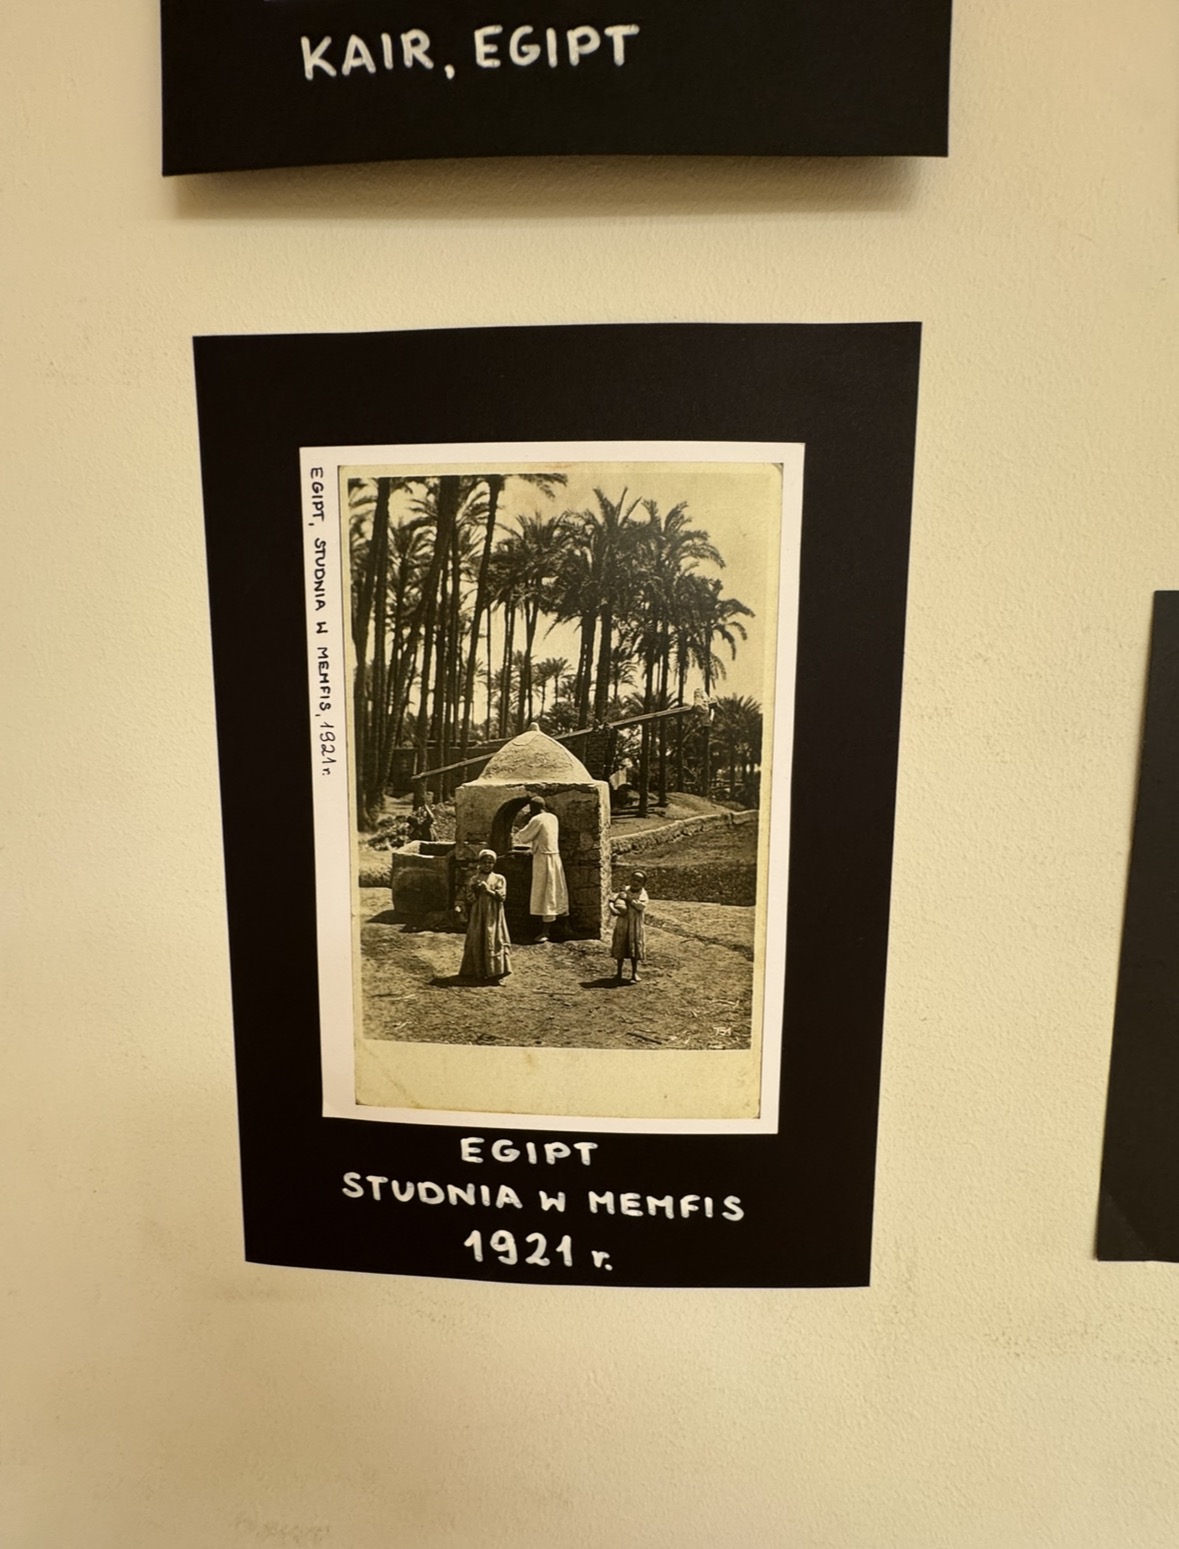 KAIR, EGIPT
EGIPT, STUDNIA W MEMFIS, 1921 r.
EGIPT
STUDNIA W MEMFIS
1921 r.